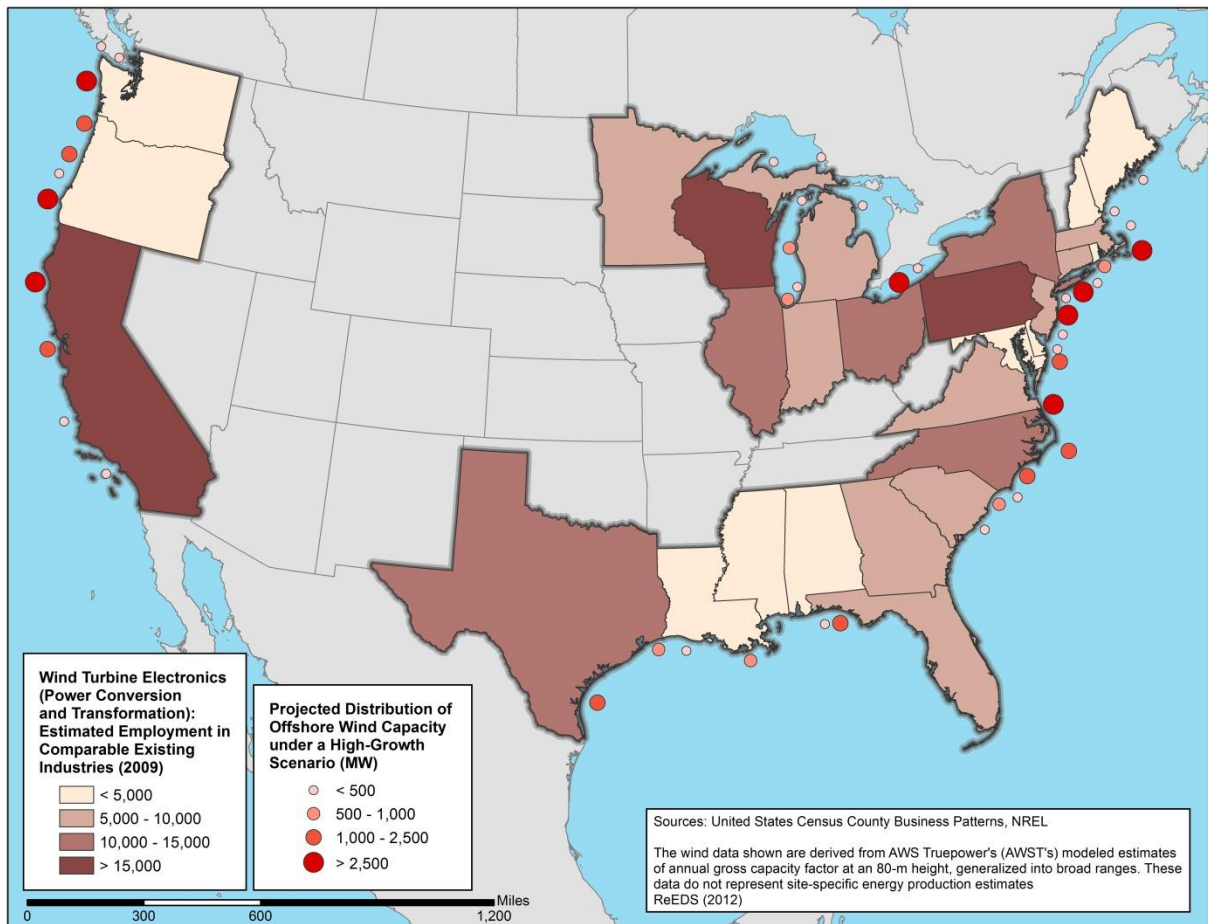 Wind Turbine Electronics
(Power Conversion
and Transformation):
Estimated Employment in
Comparable Existing
Industries (2009)
< 5,000
5,000 - 10,000
10,000 - 15,000
> 15,000
Projected Distribution of
Offshore Wind Capacity
under a High-Growth
Scenario (MW)
< 500
500 - 1,000
1,000 - 2,500
> 2,500
Sources: United States Census County Business Patterns, NREL
The wind data shown are derived from AWS Truepower's (AWST's) modeled estimates
of annual gross capacity factor at an 80-m height, generalized into broad ranges. These
data do not represent site-specific energy production estimates
ReEDS (2012)
Miles
0 300 600 1,200